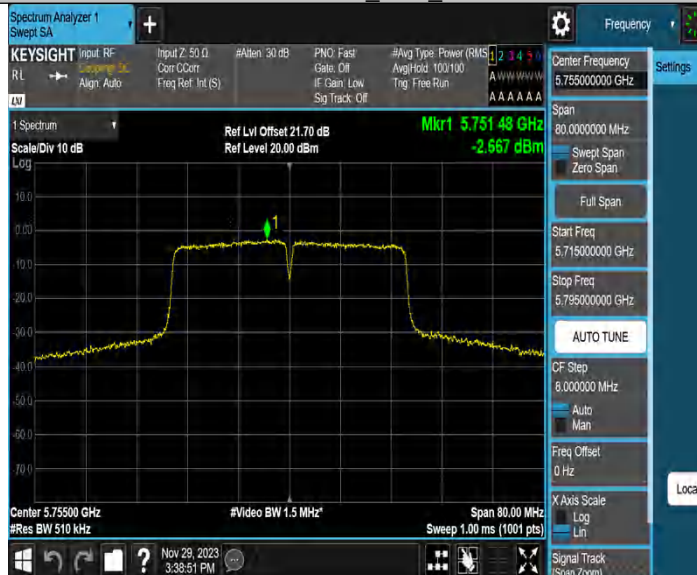 Spectrum Analyzer 1
Swept SA
Frequency
KEYSIGHT
RL
Input: RF
Align: Auto
Input Z: 50 Ω
Corr CCorr
Freq Ref: Int (S)
#Atten: 30 dB
PNO: Fast
Gate: Off
IF Gain: Low
Sig Track: Off
#Avg Type: Power (RMS
Avg|Hold: 100/100
Trig: Free Run
1 2 3 4 5 6
A W W W W W
A A A A A A
LXI
1 Spectrum
Scale/Div 10 dB
Log
Ref Lvl Offset 21.70 dB
Ref Level 20.00 dBm
Mkr1 5.751 48 GHz
-2.667 dBm
10.0
0.00
-10.0
-20.0
-30.0
-40.0
-50.0
-60.0
-70.0
1
Center 5.75500 GHz
#Res BW 510 kHz
#Video BW 1.5 MHz*
Span 80.00 MHz
Sweep 1.00 ms (1001 pts)
Nov 29, 2023
3:38:51 PM
Center Frequency
5.755000000 GHz
Settings
Span
80.0000000 MHz
Swept Span
Zero Span
Full Span
Start Freq
5.715000000 GHz
Stop Freq
5.795000000 GHz
AUTO TUNE
CF Step
8.000000 MHz
Auto
Man
Freq Offset
0 Hz
X Axis Scale
Log
Lin
Loca
Signal Track
(Span Zoom)